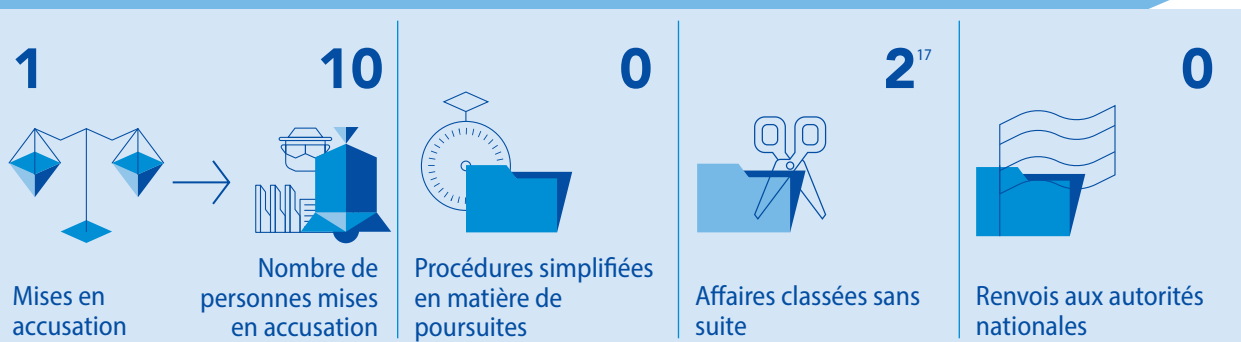 1
Mises en
accusation
10
Nombre de
personnes mises
en accusation
0
Procédures simplifiées
en matière de
poursuites
2 17
Affaires classées sans
suite
0
Renvois aux autorités
nationales